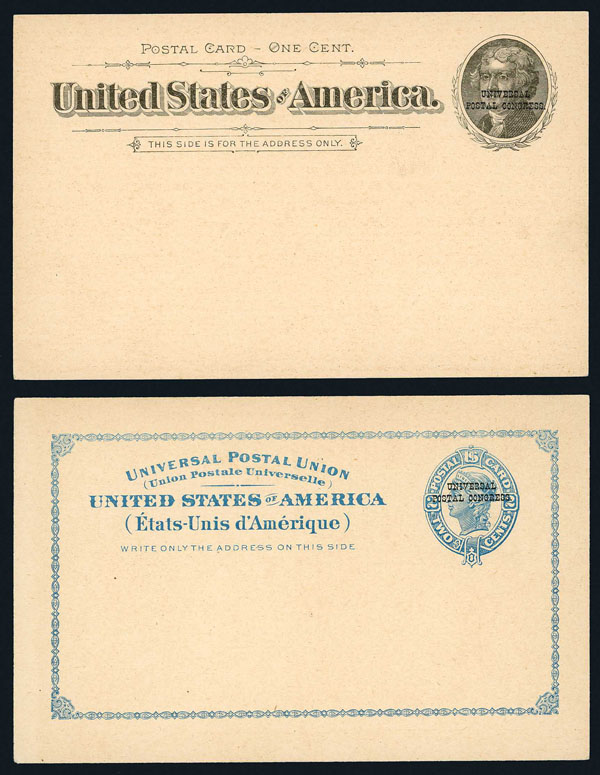 POSTAL CARD – ONE CENT.
United States OF America.
THIS SIDE IS FOR THE ADDRESS ONLY.
UNIVERSAL
POSTAL CONGRESS.
UNIVERSAL POSTAL UNION
(Union Postale Universelle)
UNITED STATES OF AMERICA
(États-Unis d'Amérique)
WRITE ONLY THE ADDRESS ON THIS SIDE
POSTAL CARD
U.S.
UNIVERSAL
POSTAL CONGRESS.
TWO CENTS